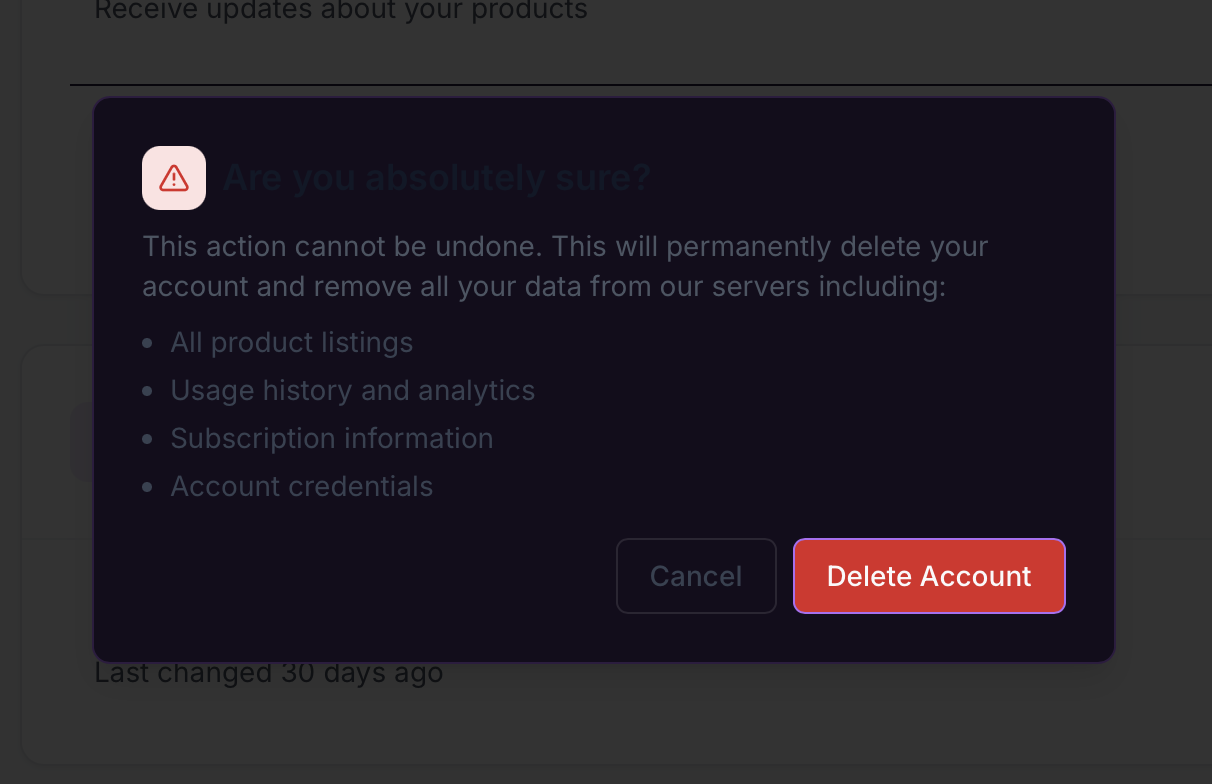 Receive updates about your products
Are you absolutely sure?
This action cannot be undone. This will permanently delete your
account and remove all your data from our servers including:
All product listings
Usage history and analytics
Subscription information
Account credentials
Cancel
Delete Account
Last changed 30 days ago